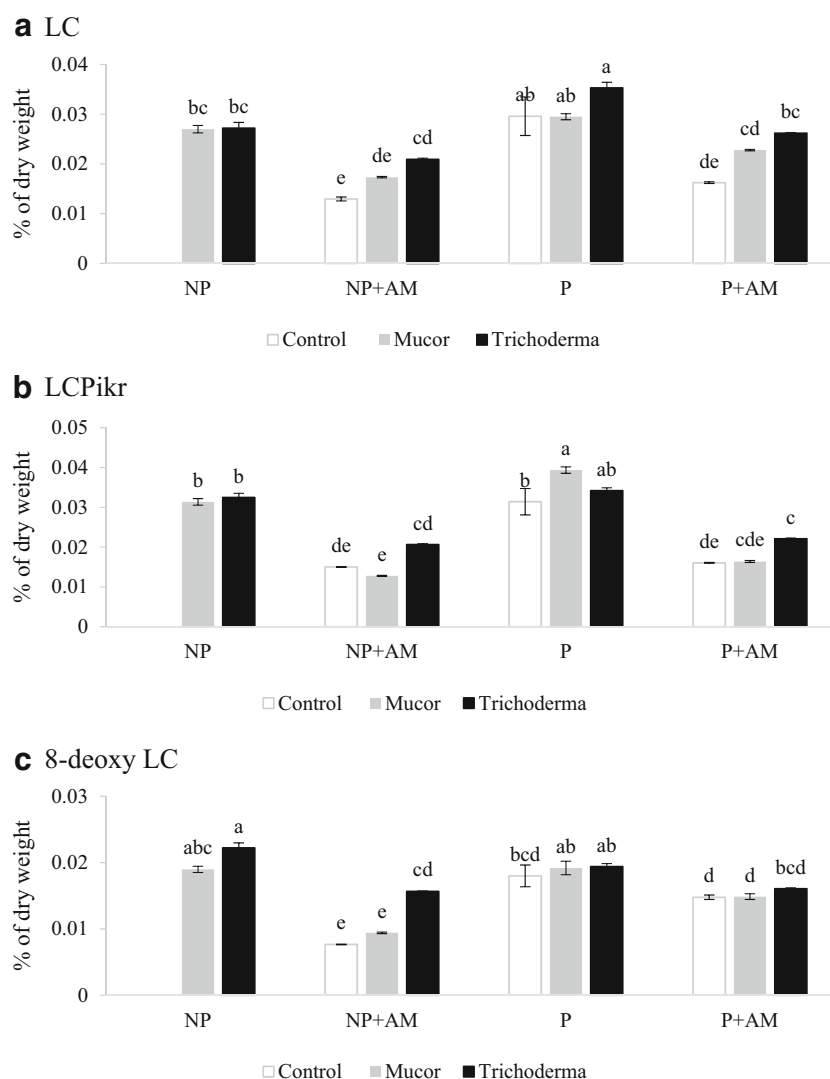 a LC
% of dry weight
0.04
0.03
0.02
0.01
0
bc bc
e de cd
ab ab a
de cd bc
NP NP+AM P P+AM
Control Mucor Trichoderma
b LCPikr
% of dry weight
0.05
0.04
0.03
0.02
0.01
0
b b
de e cd
b a ab
de cde c
NP NP+AM P P+AM
Control Mucor Trichoderma
c 8-deoxy LC
% of dry weight
0.03
0.02
0.01
0
abc a
e e cd
bcd ab ab
d d bcd
NP NP+AM P P+AM
Control Mucor Trichoderma